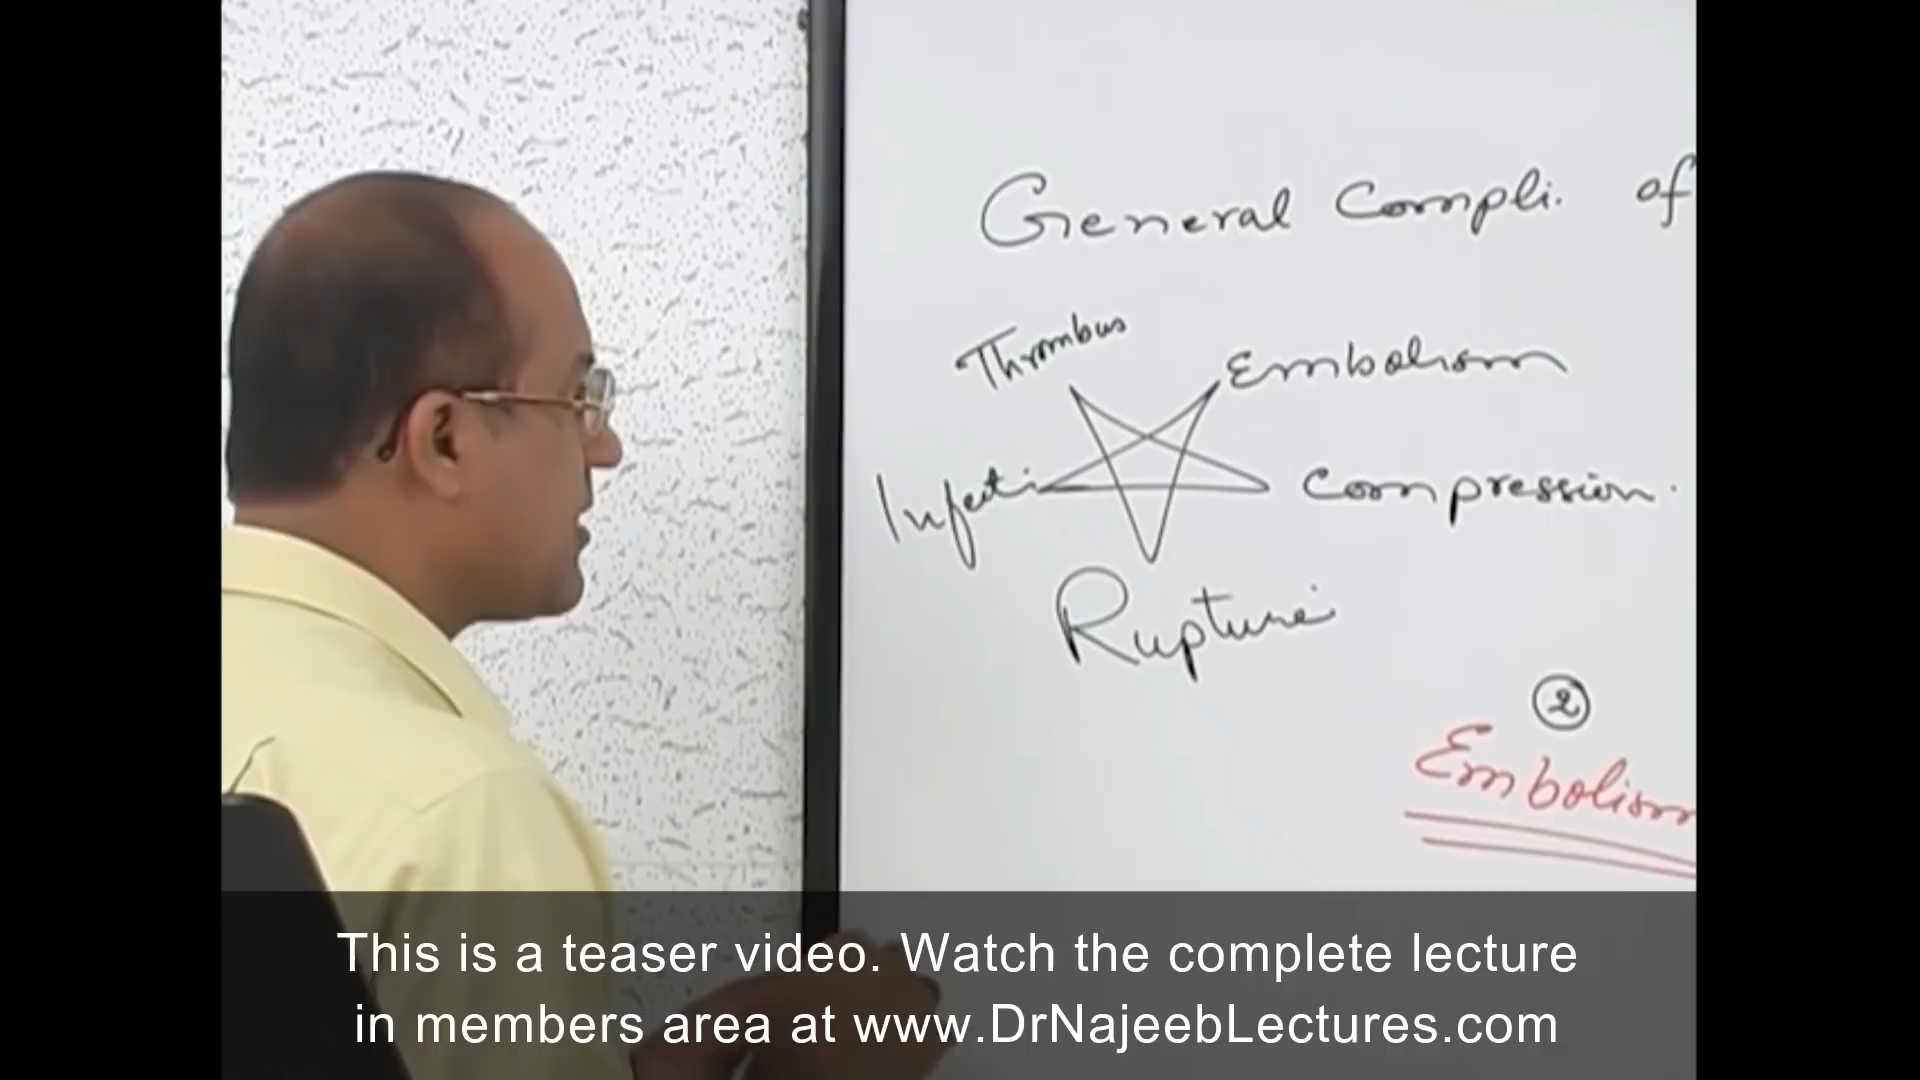 General Compli. of
Thrombus
Embolism
Infecti
Compression.
Rupture
2
Embolism
This is a teaser video. Watch the complete lecture
in members area at www.DrNajeebLectures.com